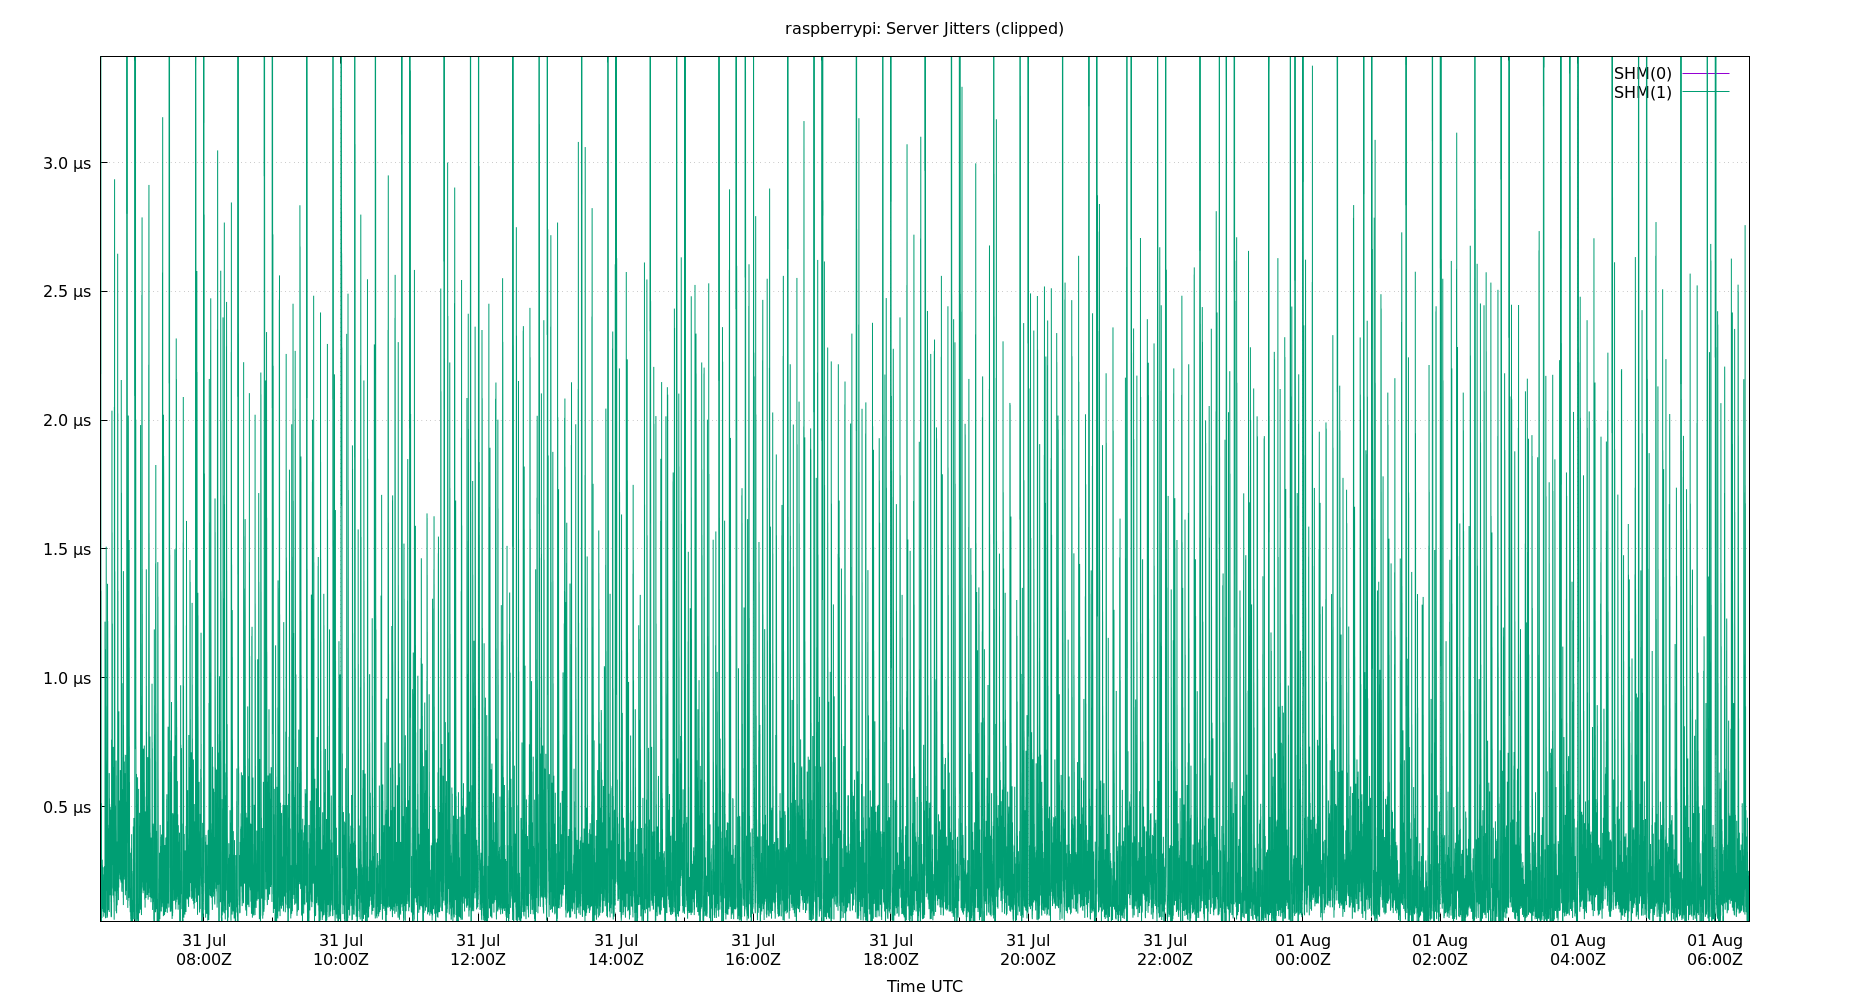 raspberrypi: Server Jitters (clipped)
SHM(0)
SHM(1)
3.0 µs
2.5 µs
2.0 µs
1.5 µs
1.0 µs
0.5 µs
31 Jul 31 Jul 31 Jul 31 Jul 31 Jul 31 Jul 31 Jul 31 Jul 01 Aug 01 Aug 01 Aug 01 Aug
08:00Z 10:00Z 12:00Z 14:00Z 16:00Z 18:00Z 20:00Z 22:00Z 00:00Z 02:00Z 04:00Z 06:00Z
Time UTC